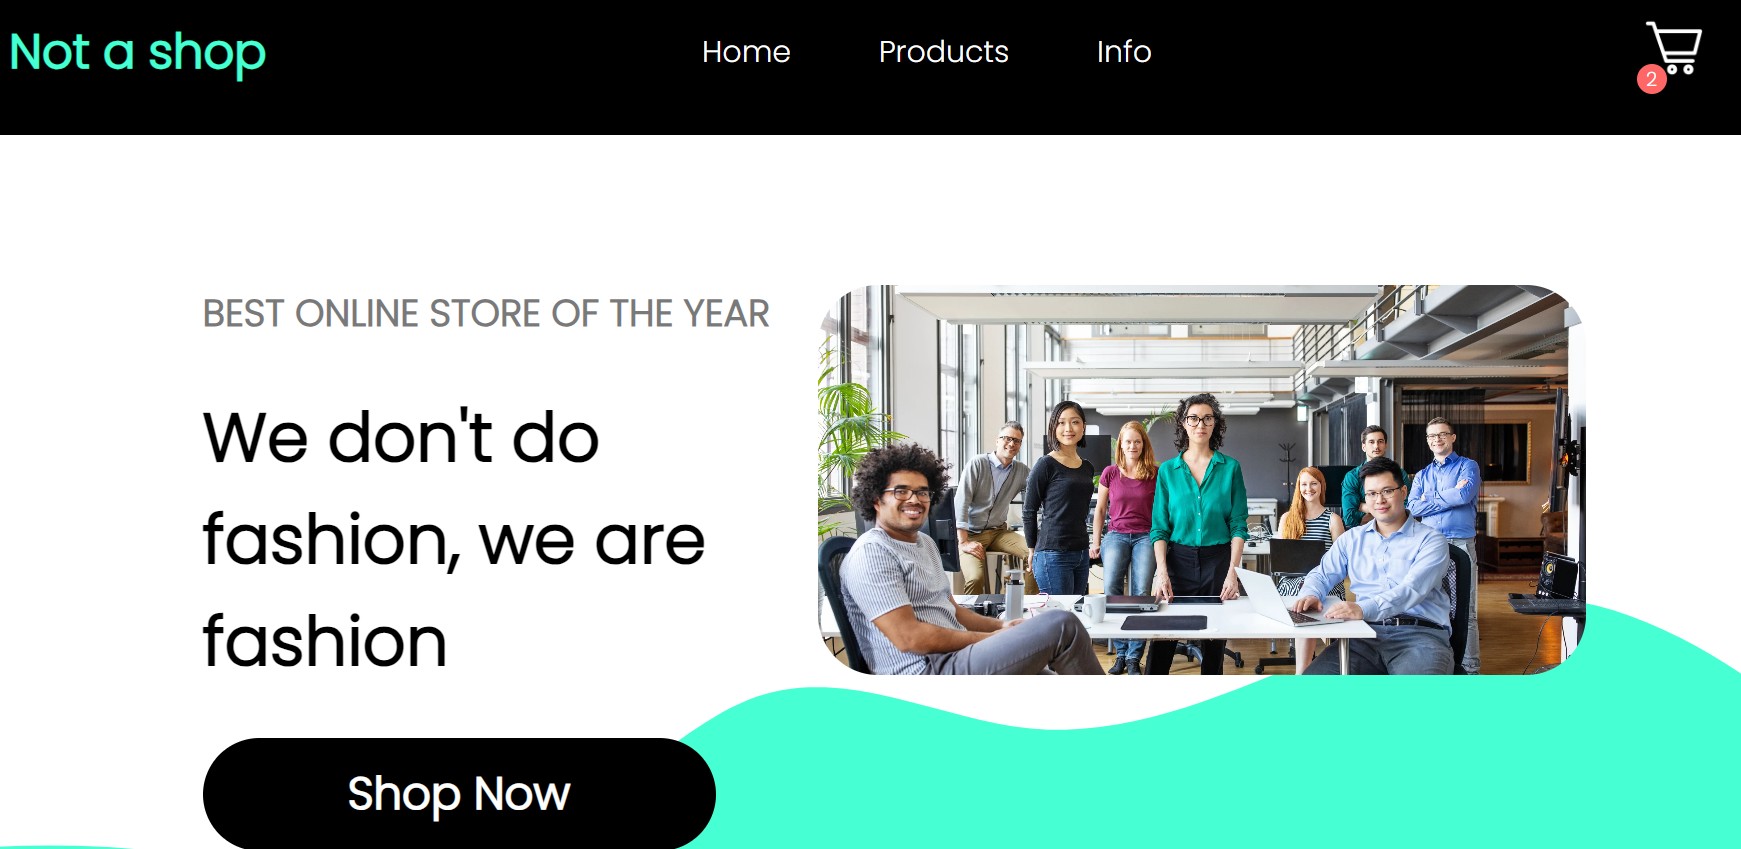 Not a shop
Home Products Info
2
BEST ONLINE STORE OF THE YEAR
We don't do
fashion, we are
fashion
Shop Now